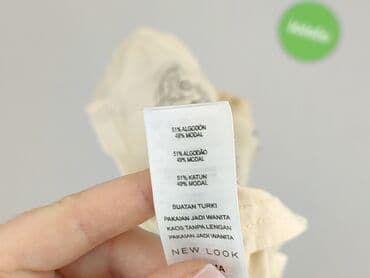 51% ALGODÓN
49% MODAL
51% ALGODÃO
49% MODAL
51% KATUN
49% MODAL
BUATAN TURKI
PAKAIAN JADI WANITA
KAOS TANPA LENGAN
PAKAIAN JADI WANITA
NEW LOOK